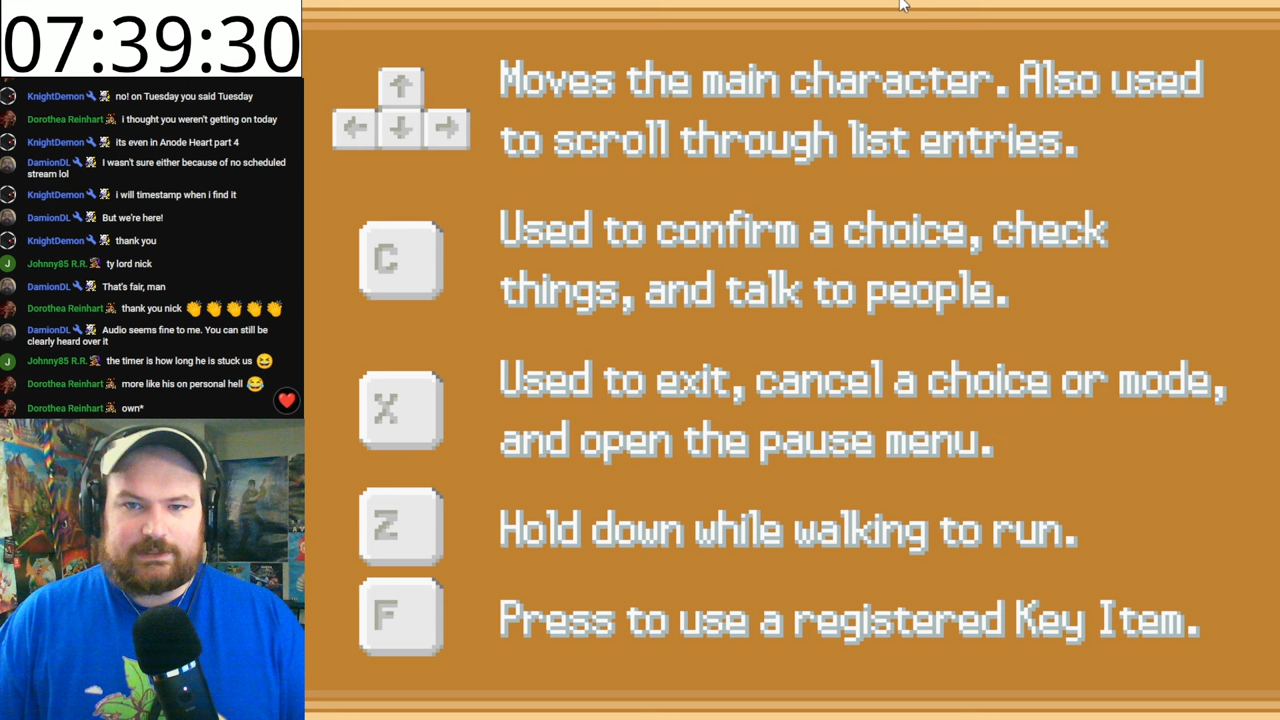 07:39:30
KnightDemon no! on Tuesday you said Tuesday
Dorothea Reinhart i thought you weren't getting on today
KnightDemon its even in Anode Heart part 4
DamionDL I wasn't sure either because of no scheduled
stream lol
KnightDemon i will timestamp when i find it
DamionDL But we're here!
KnightDemon thank you
J Johnny85 R.R. ty lord nick
DamionDL That's fair, man
Dorothea Reinhart thank you nick 👏👏👏👏👏
DamionDL Audio seems fine to me. You can still be
clearly heard over it
J Johnny85 R.R. the timer is how long he is stuck us 😆
Dorothea Reinhart more like his on personal hell 😂
Dorothea Reinhart own*
Moves the main character. Also used
to scroll through list entries.
C
Used to confirm a choice, check
things, and talk to people.
X
Used to exit, cancel a choice or mode,
and open the pause menu.
Z
Hold down while walking to run.
F
Press to use a registered Key Item.